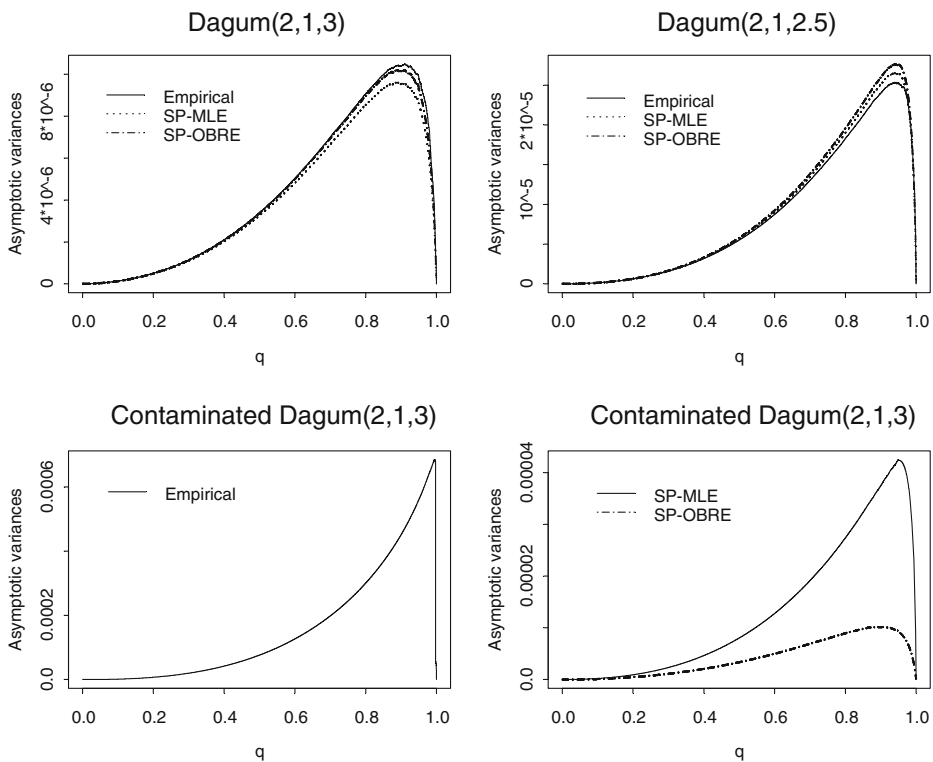 Dagum(2,1,3)
Asymptotic variances
0 4*10^-6 8*10^-6
Empirical
SP-MLE
SP-OBRE
0.0 0.2 0.4 0.6 0.8 1.0
q
Dagum(2,1,2.5)
Asymptotic variances
0 10^-5 2*10^-5
Empirical
SP-MLE
SP-OBRE
0.0 0.2 0.4 0.6 0.8 1.0
q
Contaminated Dagum(2,1,3)
Asymptotic variances
0.0 0.0002 0.0006
Empirical
0.0 0.2 0.4 0.6 0.8 1.0
q
Contaminated Dagum(2,1,3)
Asymptotic variances
0.0 0.00002 0.00004
SP-MLE
SP-OBRE
0.0 0.2 0.4 0.6 0.8 1.0
q